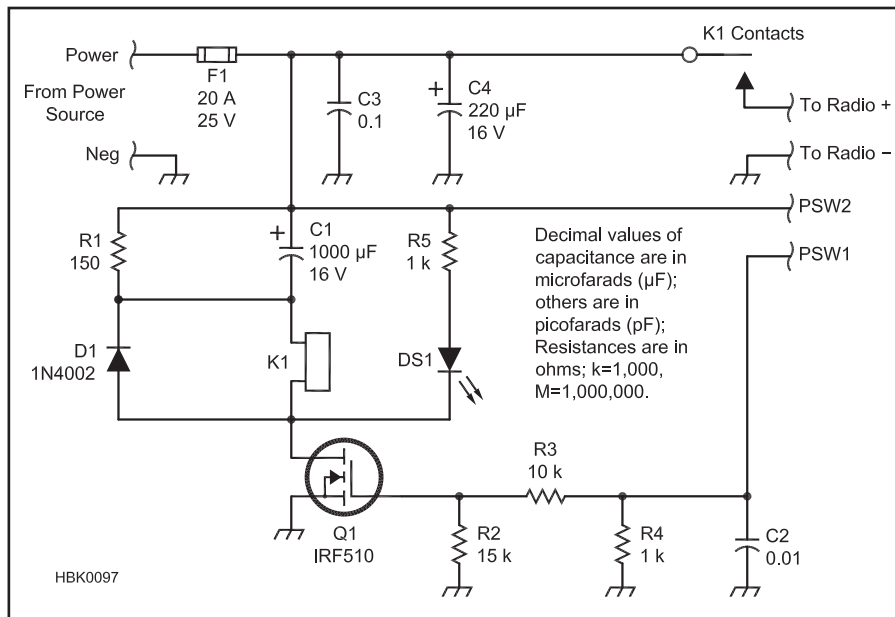 Power
F1
20 A
25 V
From Power
Source
Neg
C3
0.1
C4
220 µF
16 V
+
K1 Contacts
To Radio +
To Radio –
PSW2
PSW1
R1
150
+
C1
1000 µF
16 V
R5
1 k
Decimal values of
capacitance are in
microfarads (µF);
others are in
picofarads (pF);
Resistances are in
ohms; k=1,000,
M=1,000,000.
D1
1N4002
K1
DS1
Q1
IRF510
R3
10 k
R2
15 k
R4
1 k
C2
0.01
HBK0097